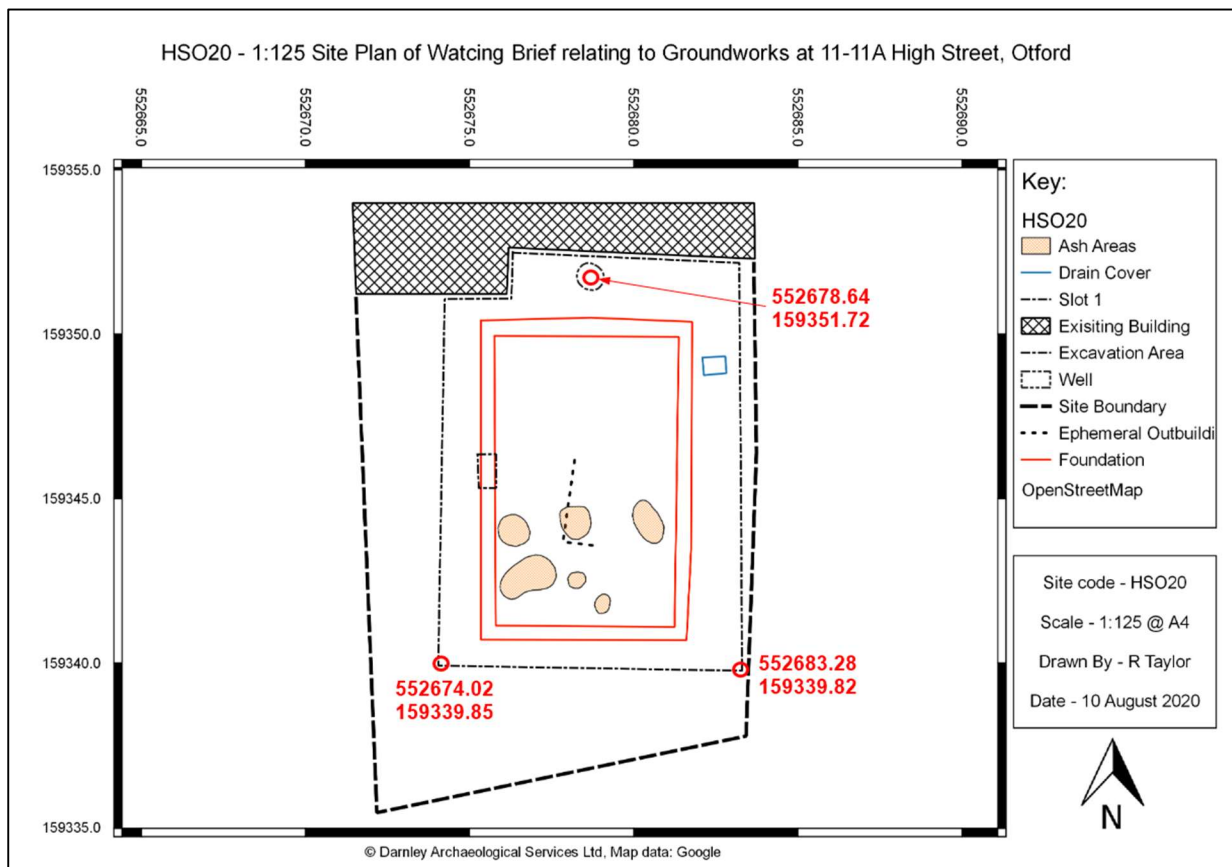 HSO20 - 1:125 Site Plan of Watcing Brief relating to Groundworks at 11-11A High Street, Otford
552665.0
552670.0
552675.0
552680.0
552685.0
552690.0
159355.0
159350.0
159345.0
159340.0
159335.0
552678.64
159351.72
552674.02
159339.85
552683.28
159339.82
Key:
HSO20
Ash Areas
Drain Cover
Slot 1
Exisiting Building
Excavation Area
Well
Site Boundary
Ephemeral Outbuildi
Foundation
OpenStreetMap
Site code - HSO20
Scale - 1:125 @ A4
Drawn By - R Taylor
Date - 10 August 2020
N
© Darnley Archaeological Services Ltd, Map data: Google